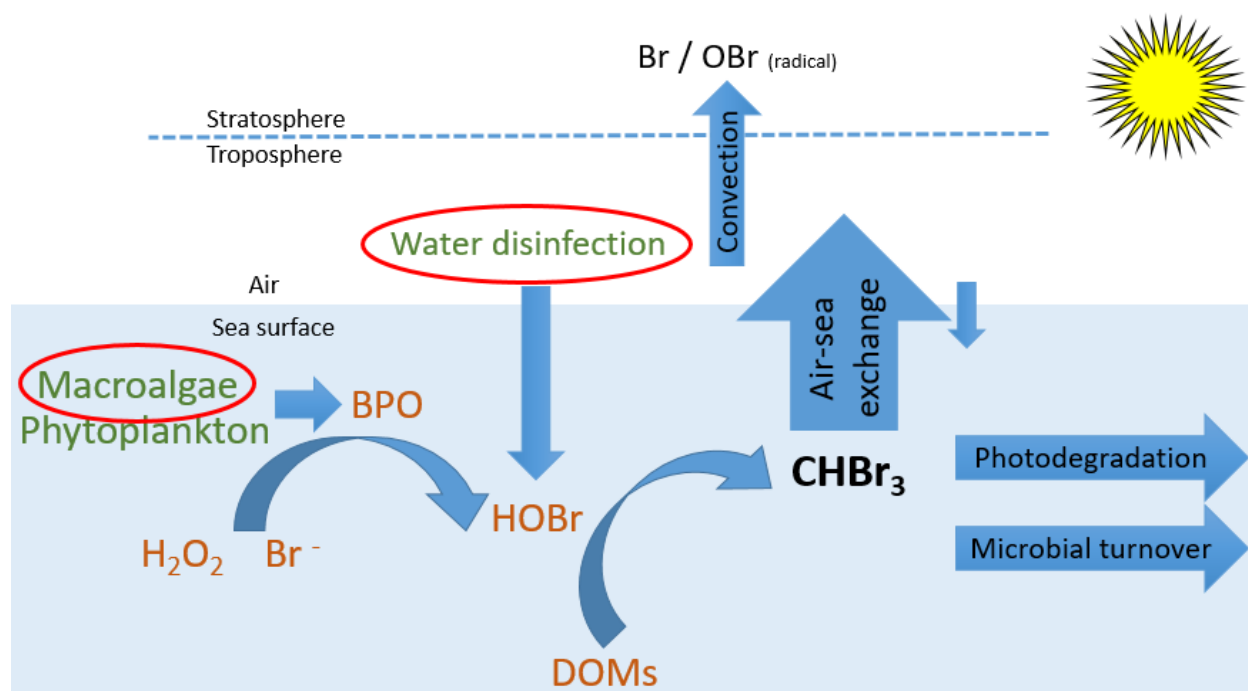 Br / OBr (radical)
Stratosphere
Troposphere
Convection
Water disinfection
Air
Sea surface
Air-sea
exchange
Macroalgae
Phytoplankton
BPO
CHBr₃
Photodegradation
HOBr
H₂O₂ Br⁻
Microbial turnover
DOMs